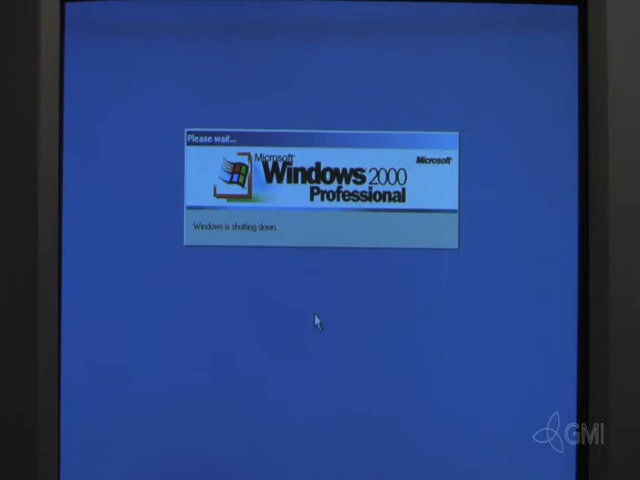 Please wait...
Microsoft
Windows 2000
Professional
Microsoft
Windows is shutting down.
GMI